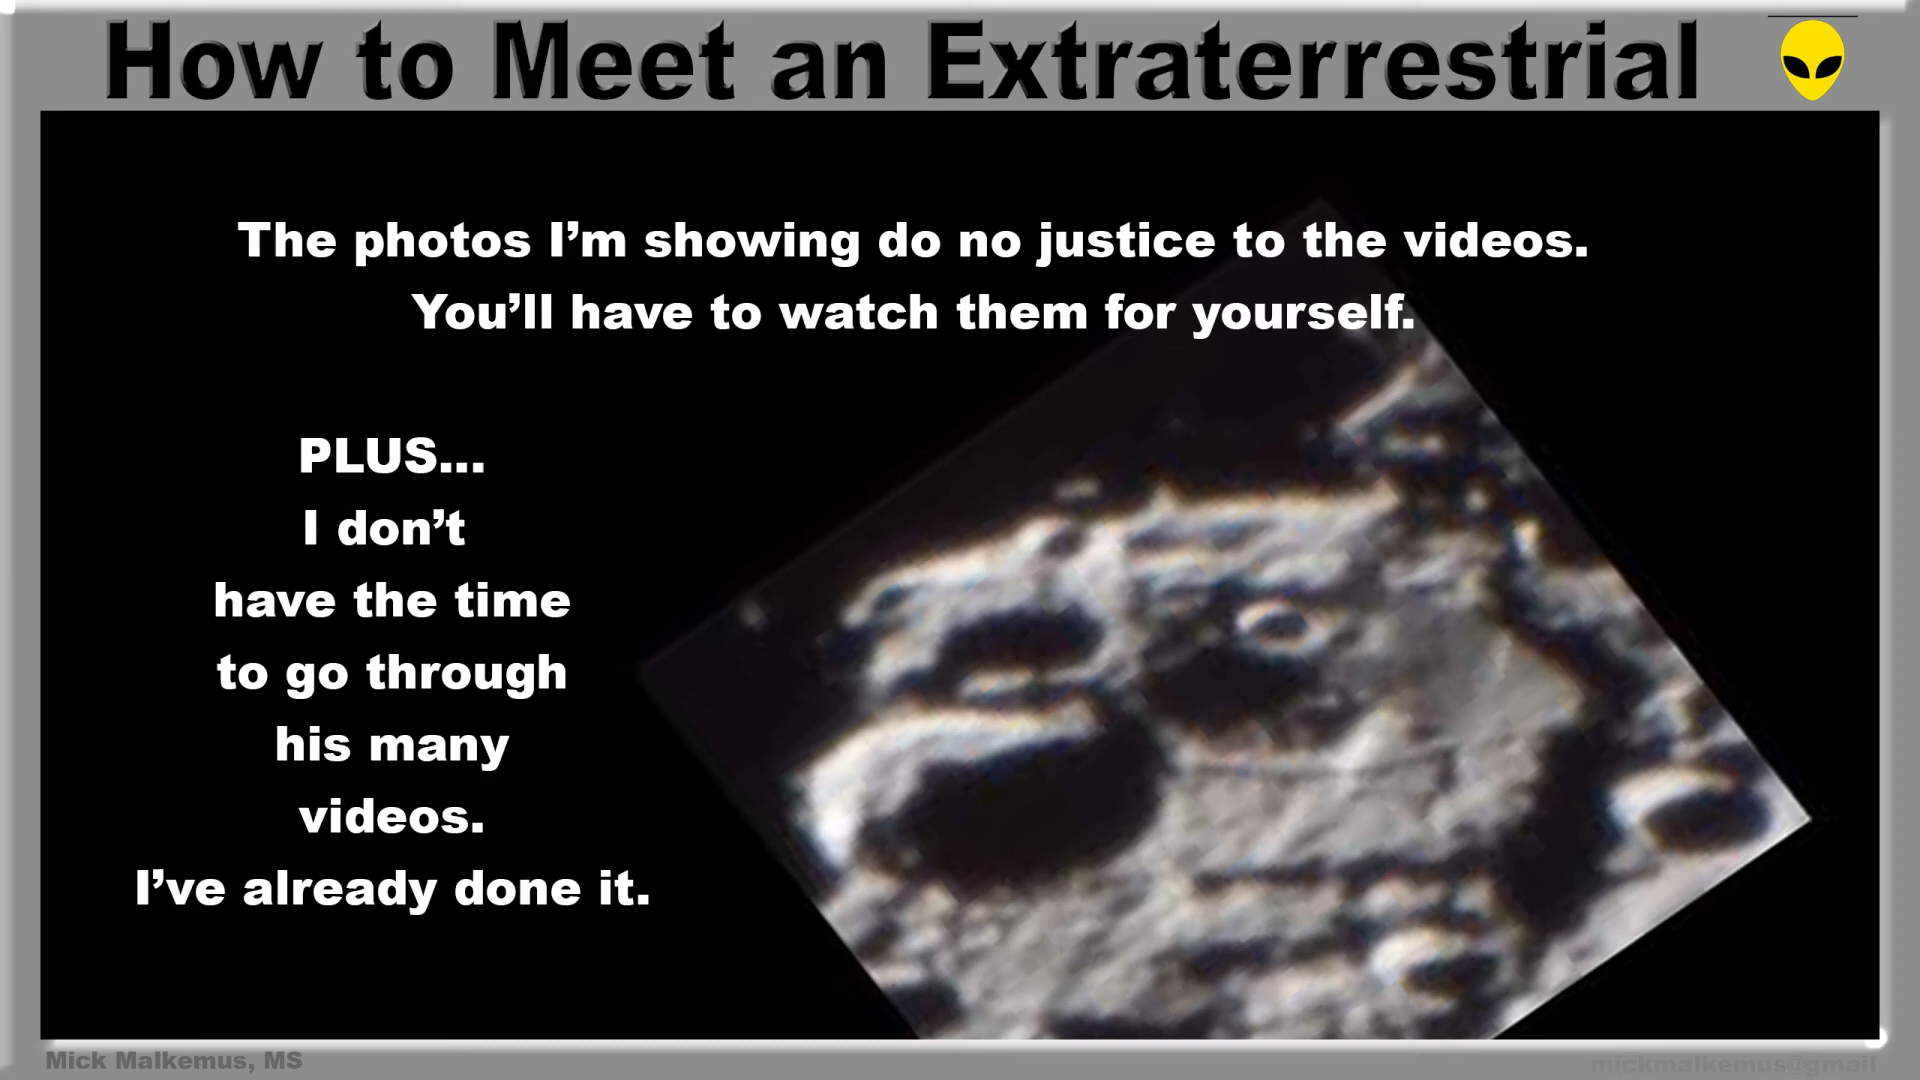 How to Meet an Extraterrestrial
The photos I’m showing do no justice to the videos.
You’ll have to watch them for yourself.
PLUS...
I don’t
have the time
to go through
his many
videos.
I’ve already done it.
Mick Malkemus, MS
mickmalkemus@gmail